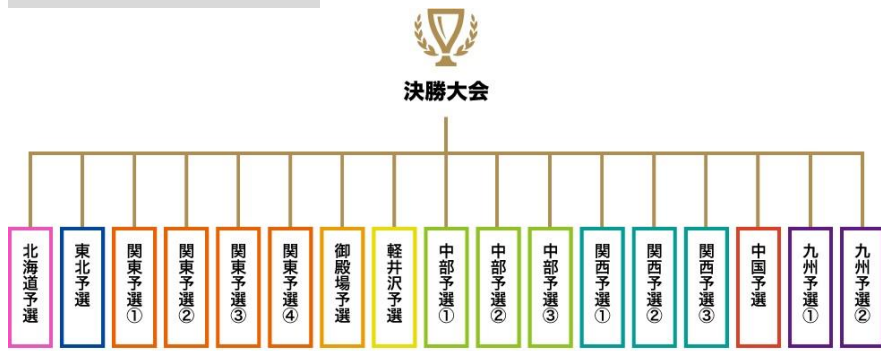 決勝大会
北海道予選
東北予選
関東予選①
関東予選②
関東予選③
関東予選④
御殿場予選
軽井沢予選
中部予選①
中部予選②
中部予選③
関西予選①
関西予選②
関西予選③
中国予選
九州予選①
九州予選②